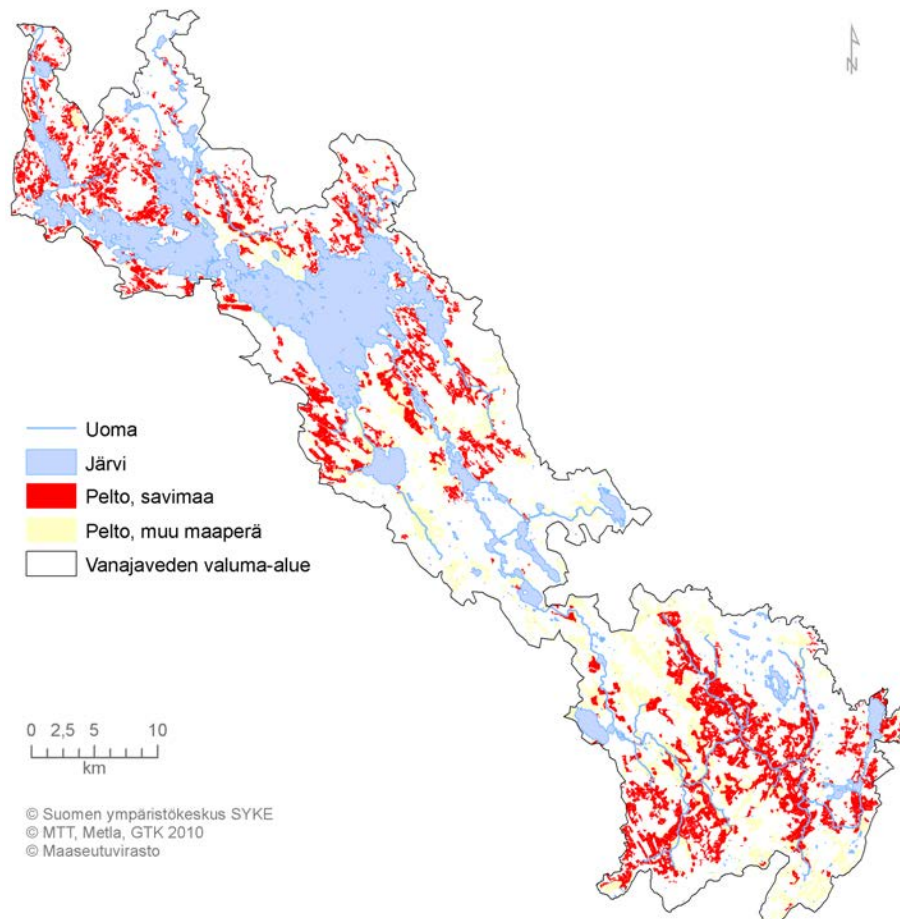 N
Uoma
Järvi
Pelto, savimaa
Pelto, muu maaperä
Vanajaveden valuma-alue
0 2,5 5 10
km
© Suomen ympäristökeskus SYKE
© MTT, Metla, GTK 2010
© Maaseutuvirasto